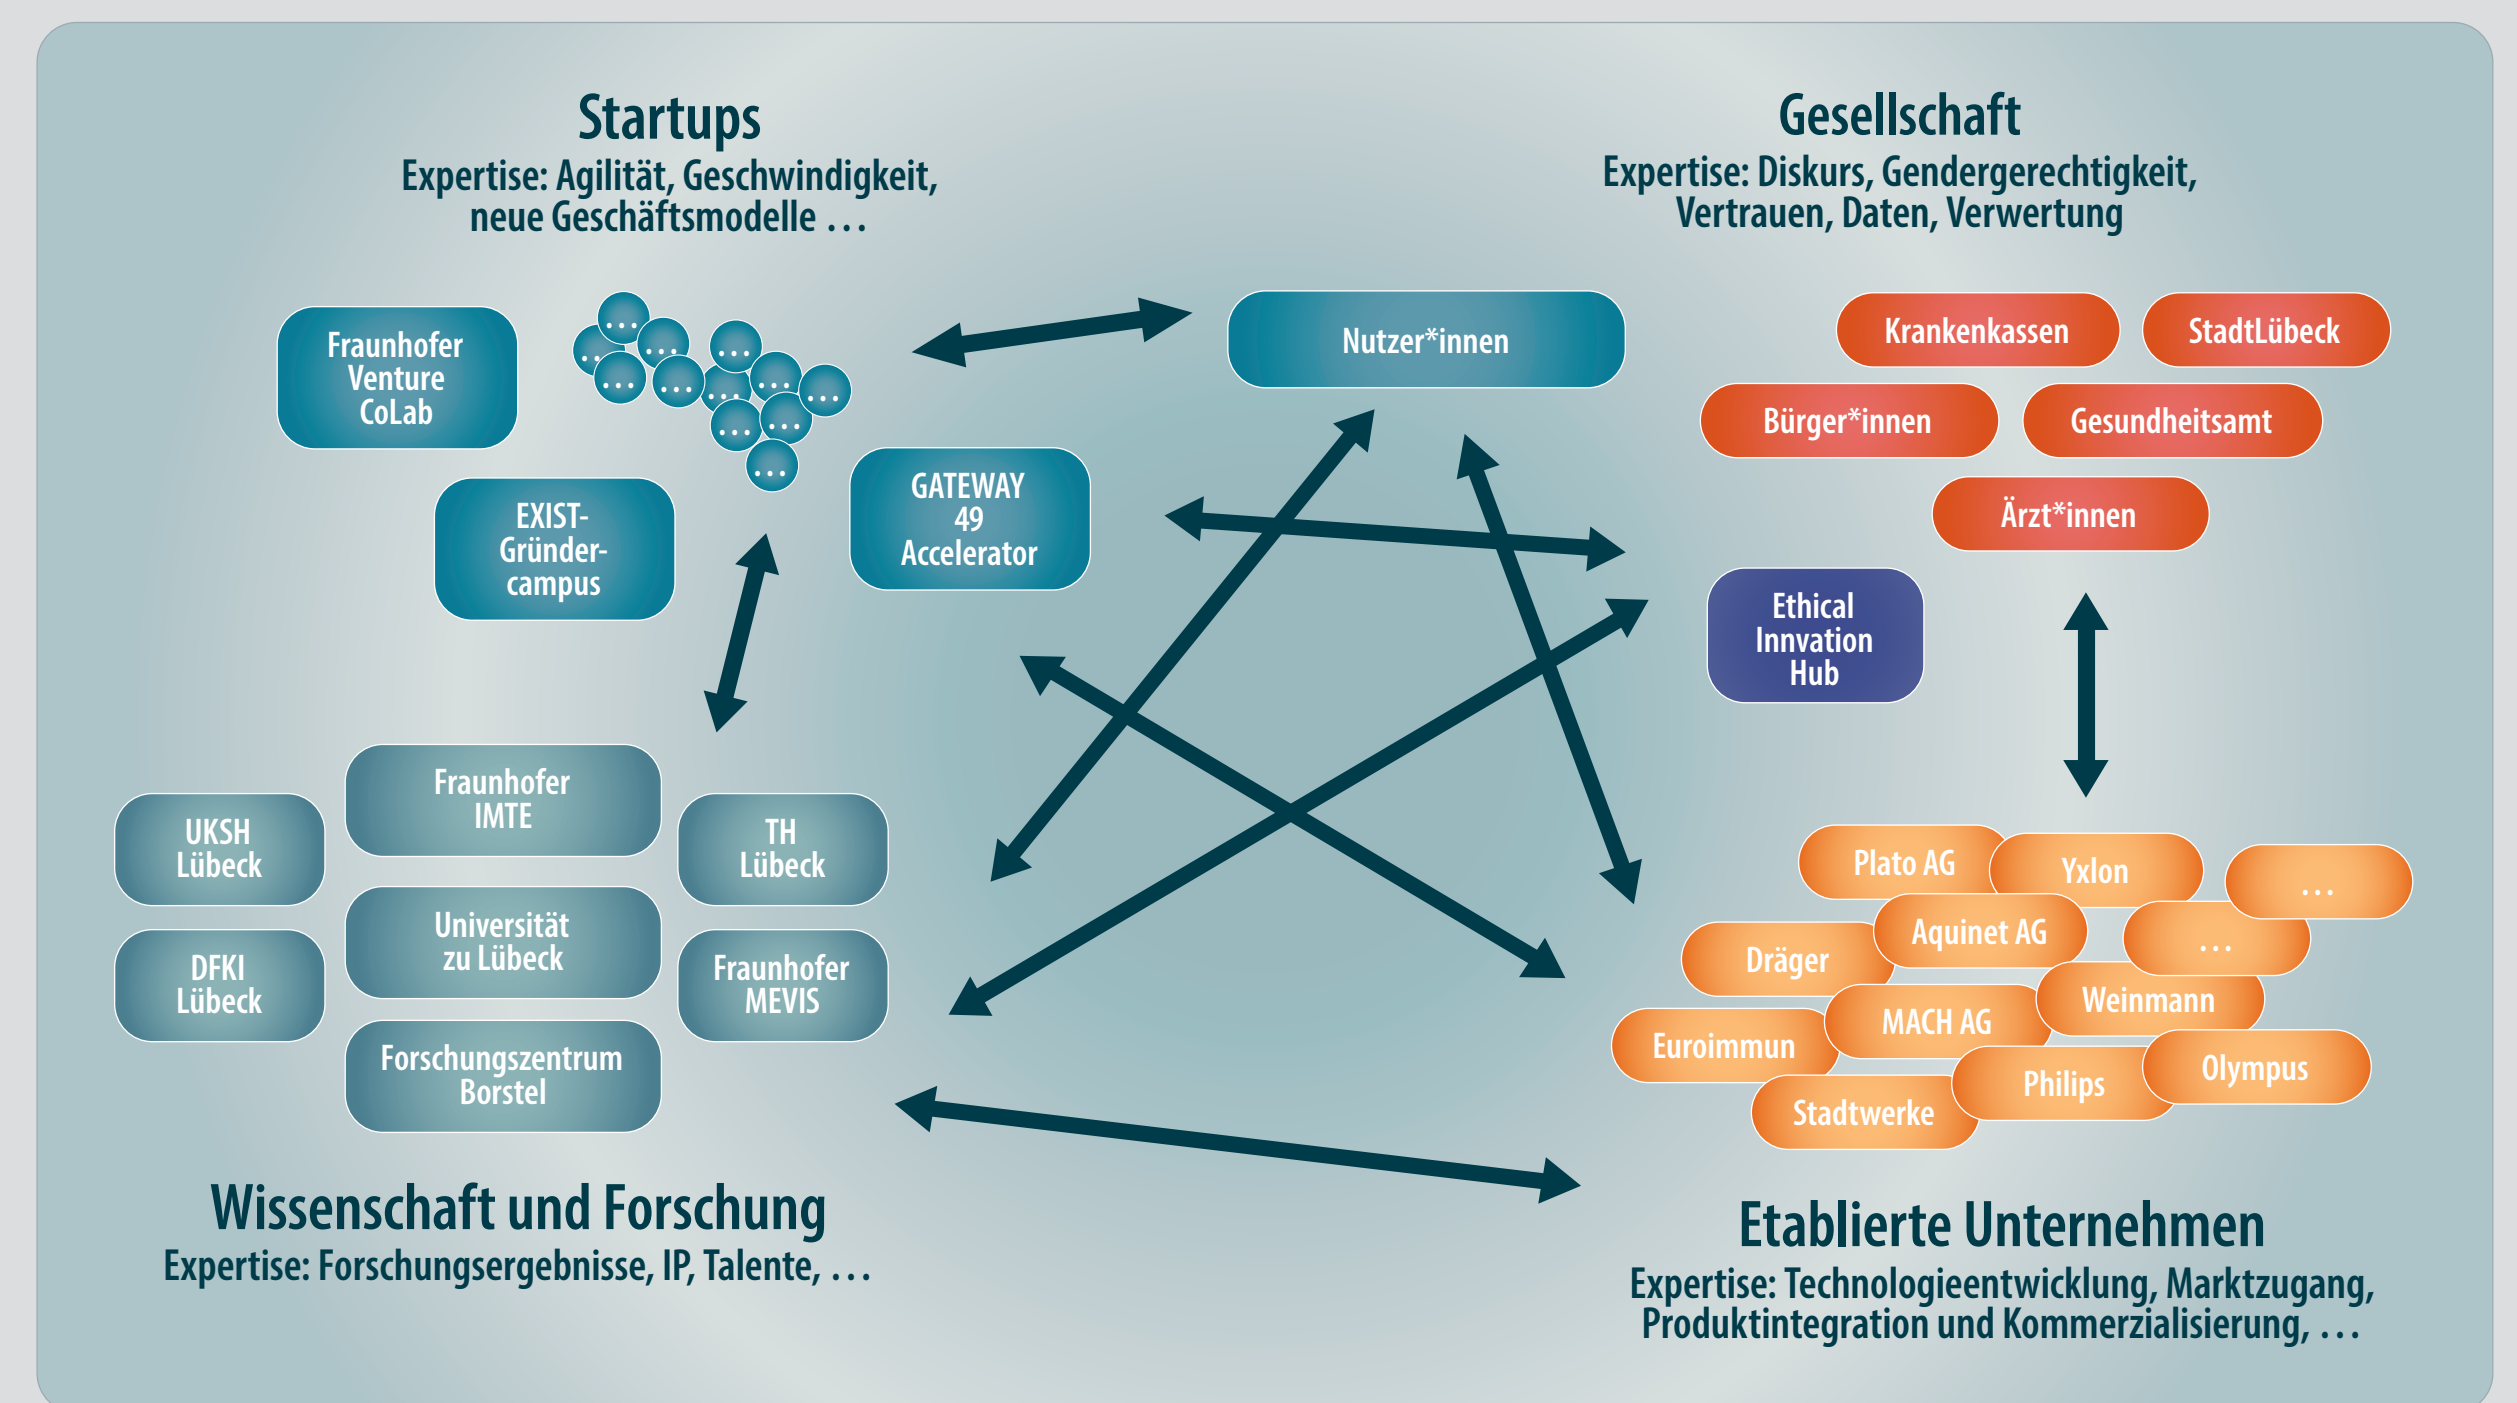 Startups
Expertise: Agilität, Geschwindigkeit,
neue Geschäftsmodelle …
Gesellschaft
Expertise: Diskurs, Gendergerechtigkeit,
Vertrauen, Daten, Verwertung
Fraunhofer
Venture
CoLab
…
…
…
…
…
…
…
…
…
…
…
…
…
EXIST-
Gründer-
campus
GATEWAY
49
Accelerator
Nutzer*innen
Krankenkassen
StadtLübeck
Bürger*innen
Gesundheitsamt
Ärzt*innen
Ethical
Innvation
Hub
Fraunhofer
IMTE
UKSH
Lübeck
TH
Lübeck
Universität
zu Lübeck
DFKI
Lübeck
Fraunhofer
MEVIS
Forschungszentrum
Borstel
Wissenschaft und Forschung
Expertise: Forschungsergebnisse, IP, Talente, …
Plato AG
Yxlon
…
Aquinet AG
…
Dräger
Weinmann
MACH AG
Euroimmun
Olympus
Philips
Stadtwerke
Etablierte Unternehmen
Expertise: Technologieentwicklung, Marktzugang,
Produktintegration und Kommerzialisierung, …